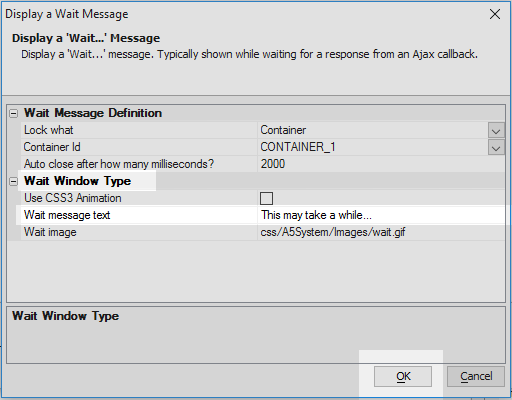 Display a Wait Message
Display a 'Wait...' Message
Display a 'Wait...' message. Typically shown while waiting for a response from an Ajax callback.
Wait Message Definition
Lock what Container
Container Id CONTAINER_1
Auto close after how many milliseconds? 2000
Wait Window Type
Use CSS3 Animation
Wait message text This may take a while...
Wait image css/A5System/Images/wait.gif
Wait Window Type
OK Cancel